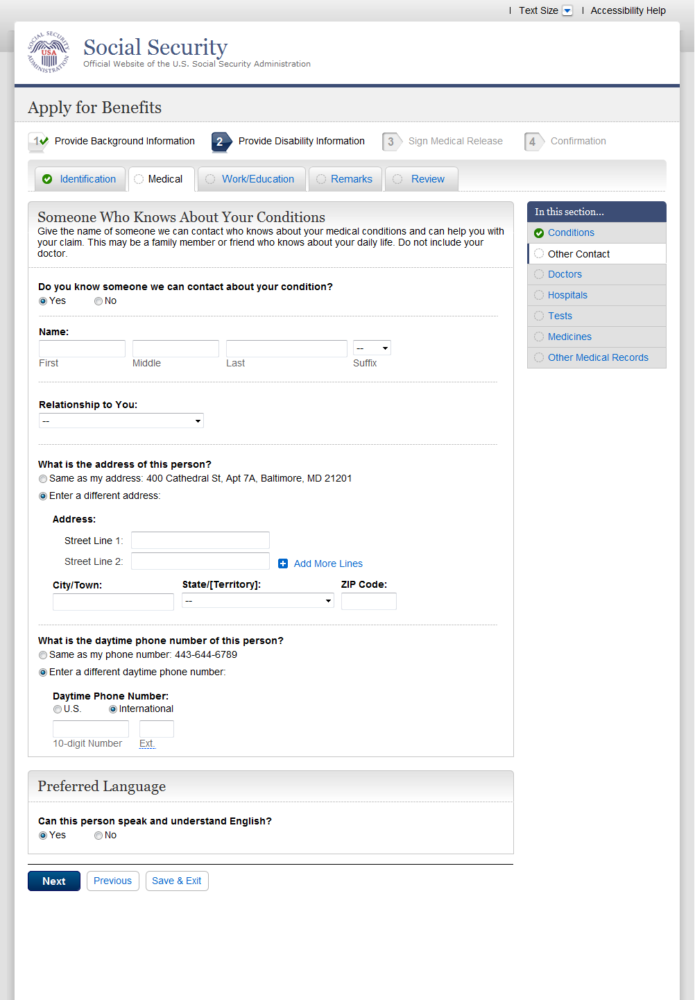 Text Size
Accessibility Help
SOCIAL SECURITY ADMINISTRATION
USA
Social Security
Official Website of the U.S. Social Security Administration
Apply for Benefits
1 Provide Background Information
2 Provide Disability Information
3 Sign Medical Release
4 Confirmation
Identification
Medical
Work/Education
Remarks
Review
Someone Who Knows About Your Conditions
Give the name of someone we can contact who knows about your medical conditions and can help you with
your claim. This may be a family member or friend who knows about your daily life. Do not include your
doctor.
Do you know someone we can contact about your condition?
Yes No
Name:
--
First Middle Last Suffix
Relationship to You:
--
What is the address of this person?
Same as my address: 400 Cathedral St, Apt 7A, Baltimore, MD 21201
Enter a different address:
Address:
Street Line 1:
Street Line 2:
Add More Lines
City/Town: State/[Territory]: ZIP Code:
--
What is the daytime phone number of this person?
Same as my phone number: 443-644-6789
Enter a different daytime phone number:
Daytime Phone Number:
U.S. International
10-digit Number Ext.
Preferred Language
Can this person speak and understand English?
Yes No
Next Previous Save & Exit
In this section...
Conditions
Other Contact
Doctors
Hospitals
Tests
Medicines
Other Medical Records